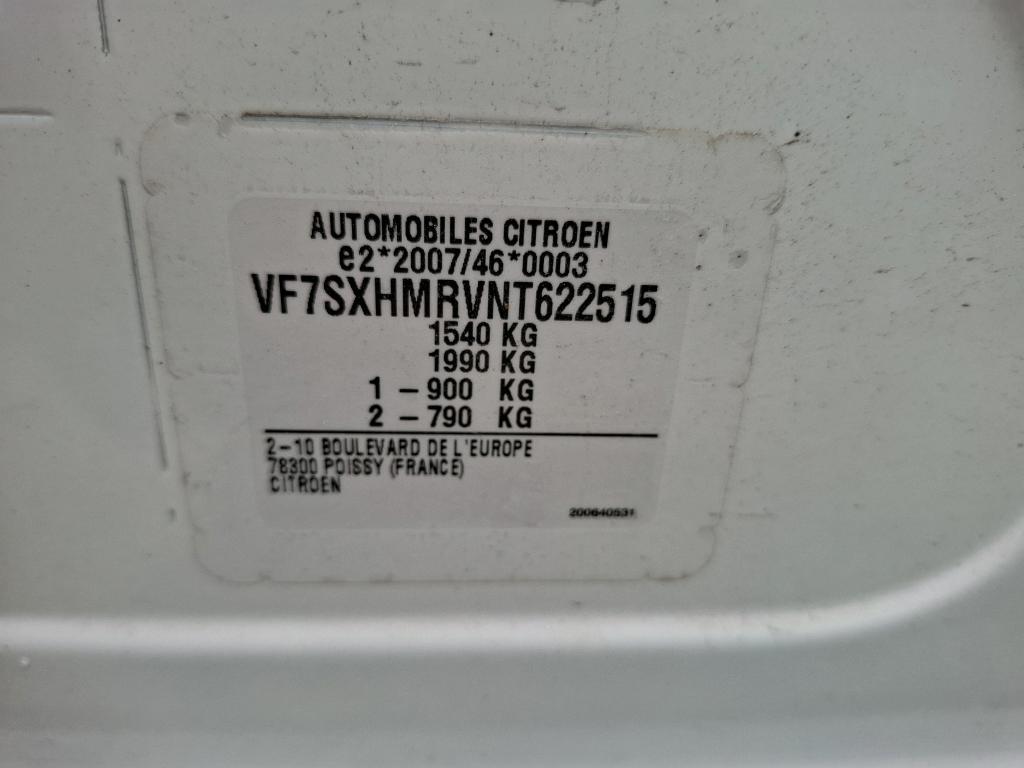 AUTOMOBILES CITROEN
e2*2007/46*0003
VF7SXHMRVNT622515
1540 KG
1990 KG
1 - 900 KG
2 - 790 KG
2-10 BOULEVARD DE L'EUROPE
78300 POISSY (FRANCE)
CITROEN
200640531